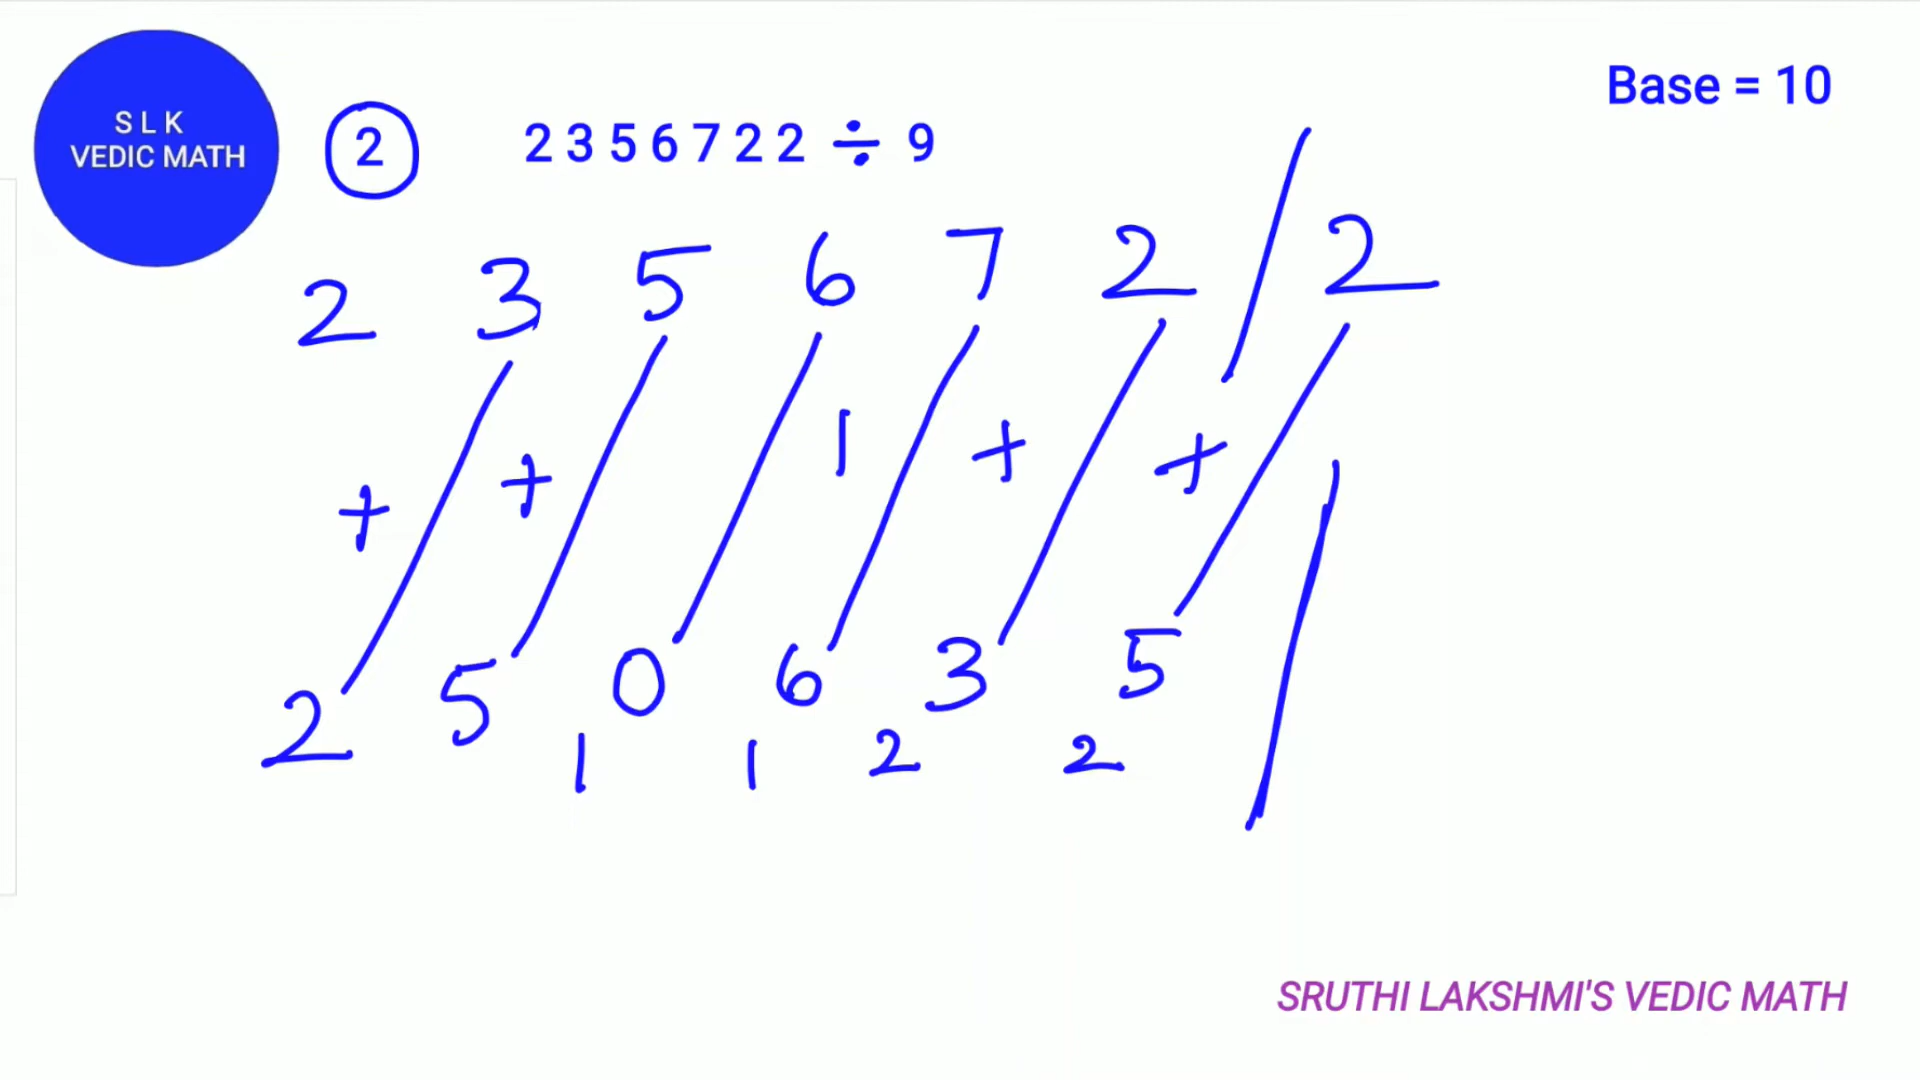 S L K
VEDIC MATH
Base = 10
2
2 3 5 6 7 2 2 ÷ 9
2 3 5 6 7 2 / 2
+ + 1 + +
2 5 0 6 3 5 /
1 1 2 2
SRUTHI LAKSHMI'S VEDIC MATH